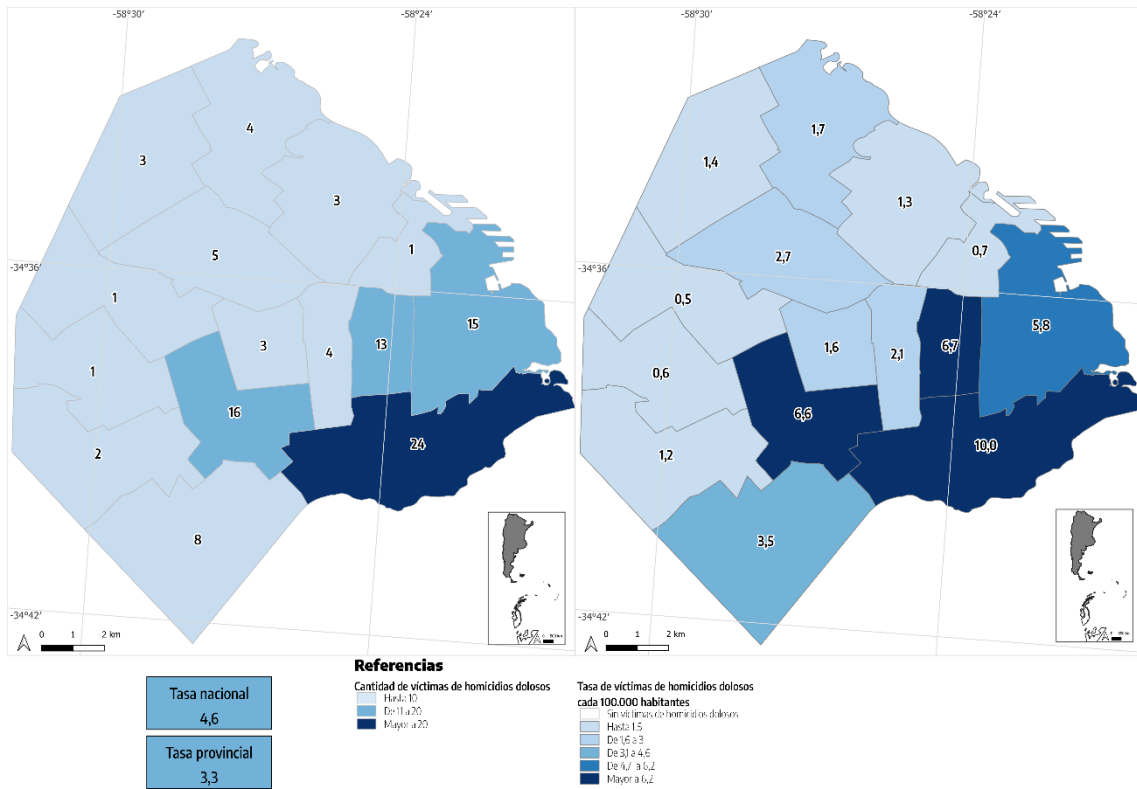 -58°30'
-58°24'
-58°30'
-58°24'
4
3
3
1
5
-34°36'
1
15
13
3
4
1
16
24
2
8
-34°42'
0 1 2 km
1,7
1,4
1,3
0,7
2,7
-34°36'
0,5
5,8
6,7
1,6
2,1
0,6
6,6
10,0
1,2
3,5
-34°42'
0 1 2 km
Referencias
Cantidad de víctimas de homicidios dolosos
Hasta 10
De 11 a 20
Mayor a 20
Tasa de víctimas de homicidios dolosos
cada 100.000 habitantes
Sin víctimas de homicidios dolosos
Hasta 1,5
De 1,6 a 3
De 3,1 a 4,6
De 4,7 a 6,2
Mayor a 6,2
Tasa nacional
4,6
Tasa provincial
3,3